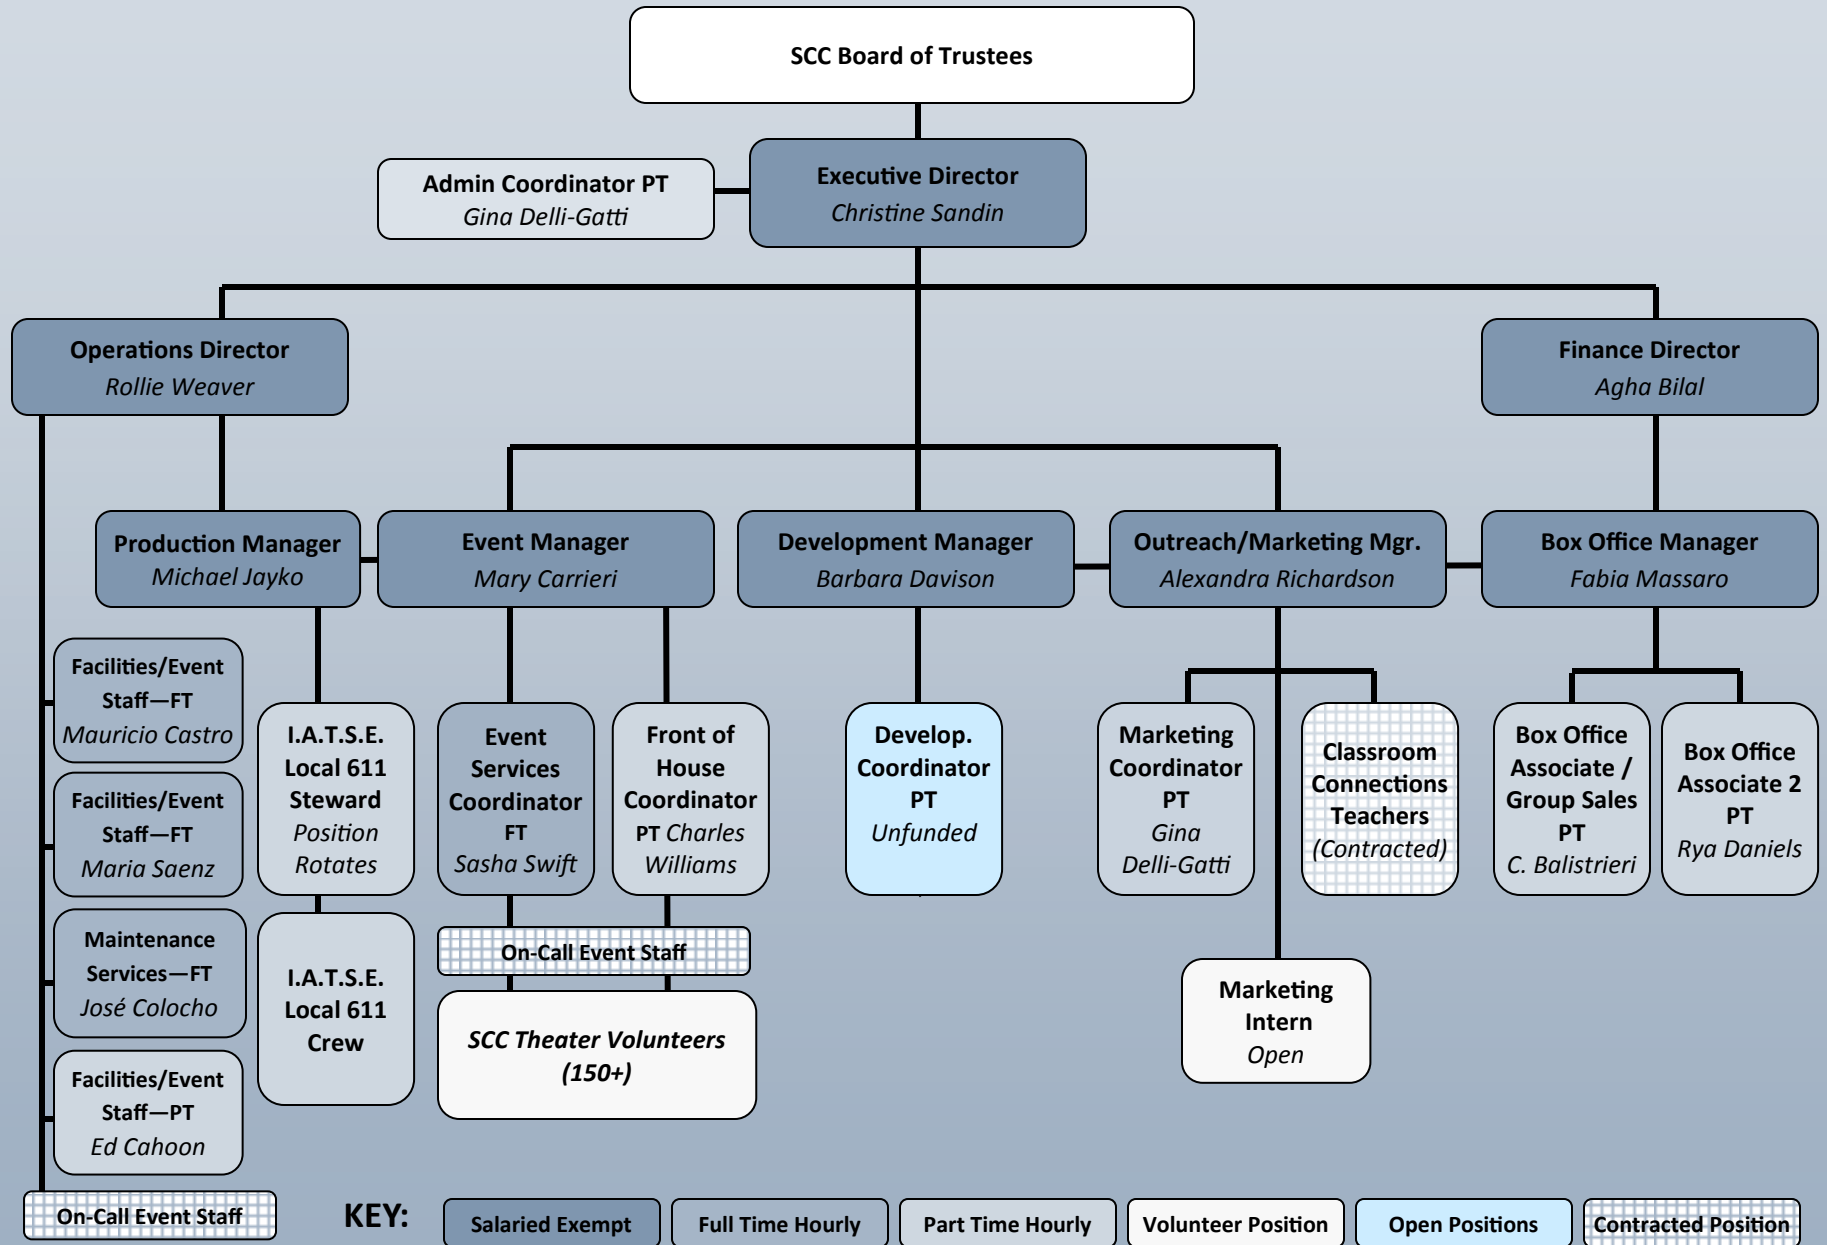 SCC Board of Trustees
Admin Coordinator PT
Gina Delli-Gatti
Executive Director
Christine Sandin
Operations Director
Rollie Weaver
Finance Director
Agha Bilal
Production Manager
Michael Jayko
Event Manager
Mary Carrieri
Development Manager
Barbara Davison
Outreach/Marketing Mgr.
Alexandra Richardson
Box Office Manager
Fabia Massaro
Facilities/Event
Staff—FT
Mauricio Castro
Facilities/Event
Staff—FT
Maria Saenz
Maintenance
Services—FT
José Colocho
Facilities/Event
Staff—PT
Ed Cahoon
On-Call Event Staff
I.A.T.S.E.
Local 611
Steward
Position
Rotates
I.A.T.S.E.
Local 611
Crew
Event
Services
Coordinator
FT
Sasha Swift
Front of
House
Coordinator
PT Charles
Williams
On-Call Event Staff
SCC Theater Volunteers
(150+)
Develop.
Coordinator
PT
Unfunded
Marketing
Coordinator
PT
Gina
Delli-Gatti
Classroom
Connections
Teachers
(Contracted)
Marketing
Intern
Open
Box Office
Associate /
Group Sales
PT
C. Balistrieri
Box Office
Associate 2
PT
Rya Daniels
KEY:
Salaried Exempt
Full Time Hourly
Part Time Hourly
Volunteer Position
Open Positions
Contracted Position